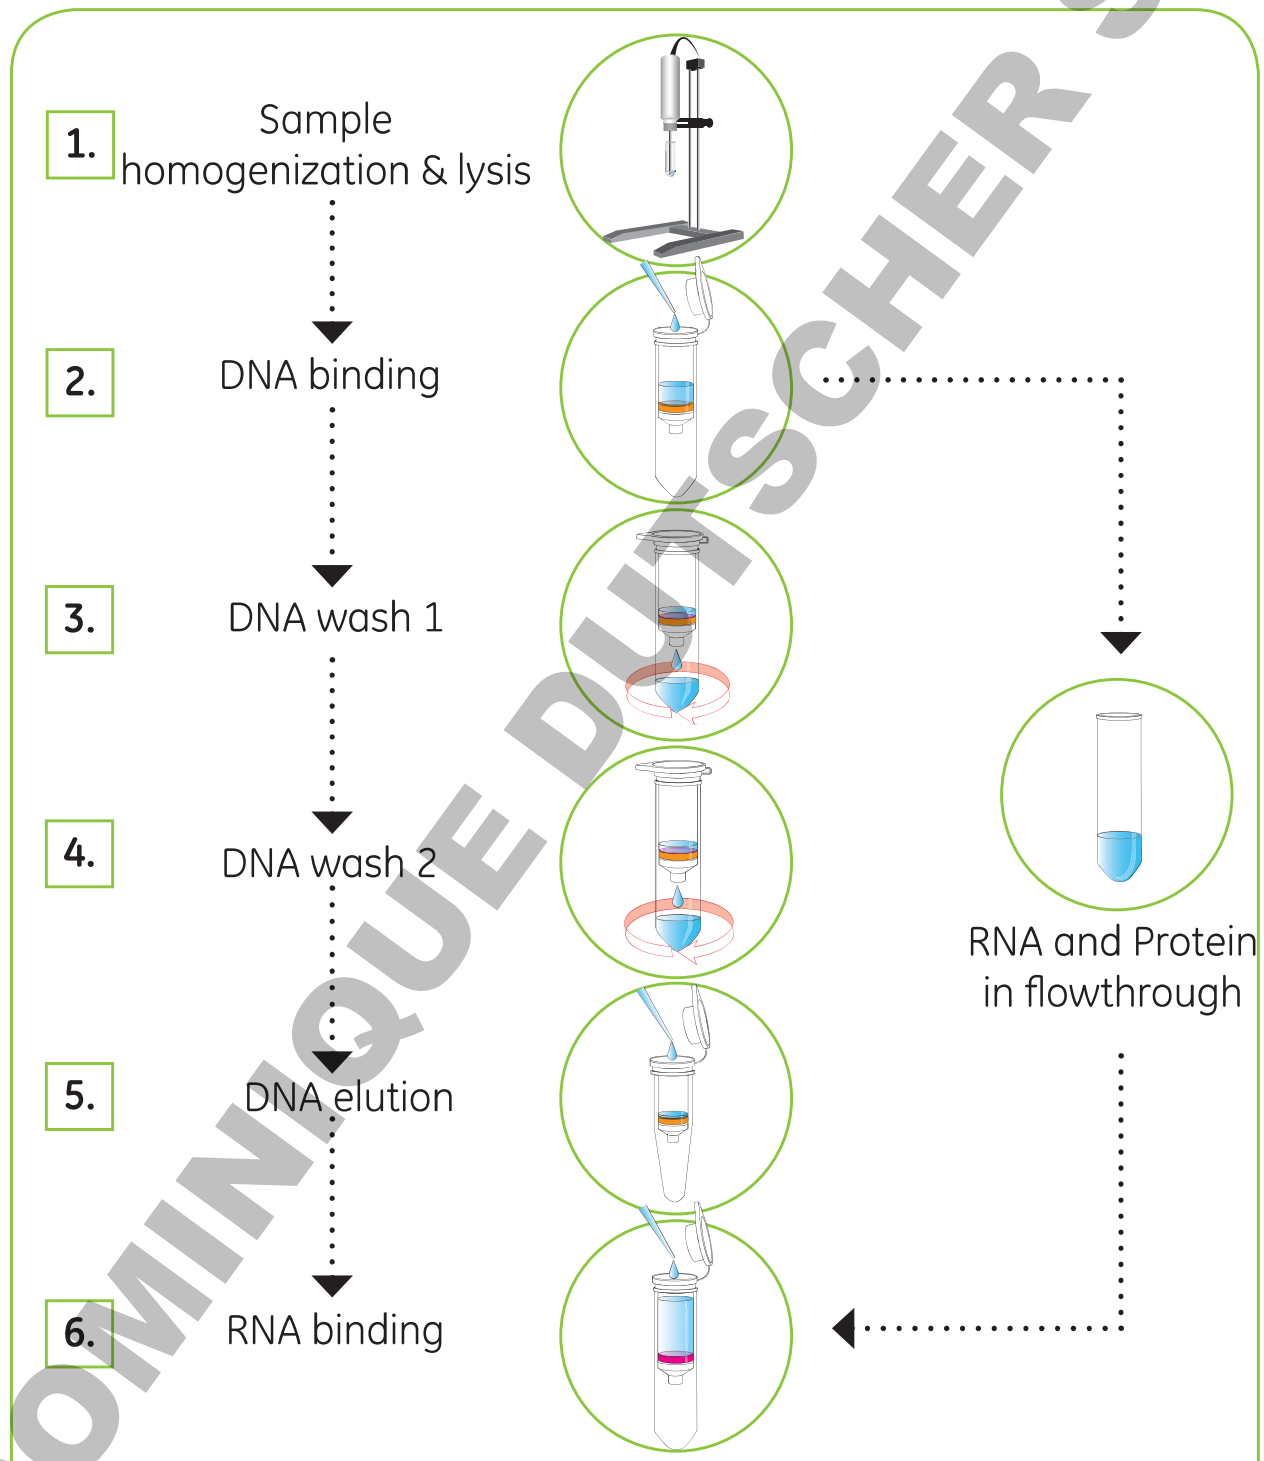 1.
Sample
homogenization & lysis
2.
DNA binding
3.
DNA wash 1
4.
DNA wash 2
RNA and Protein
in flowthrough
5.
DNA elution
6.
RNA binding
OMINIQUE DUTSCHER S